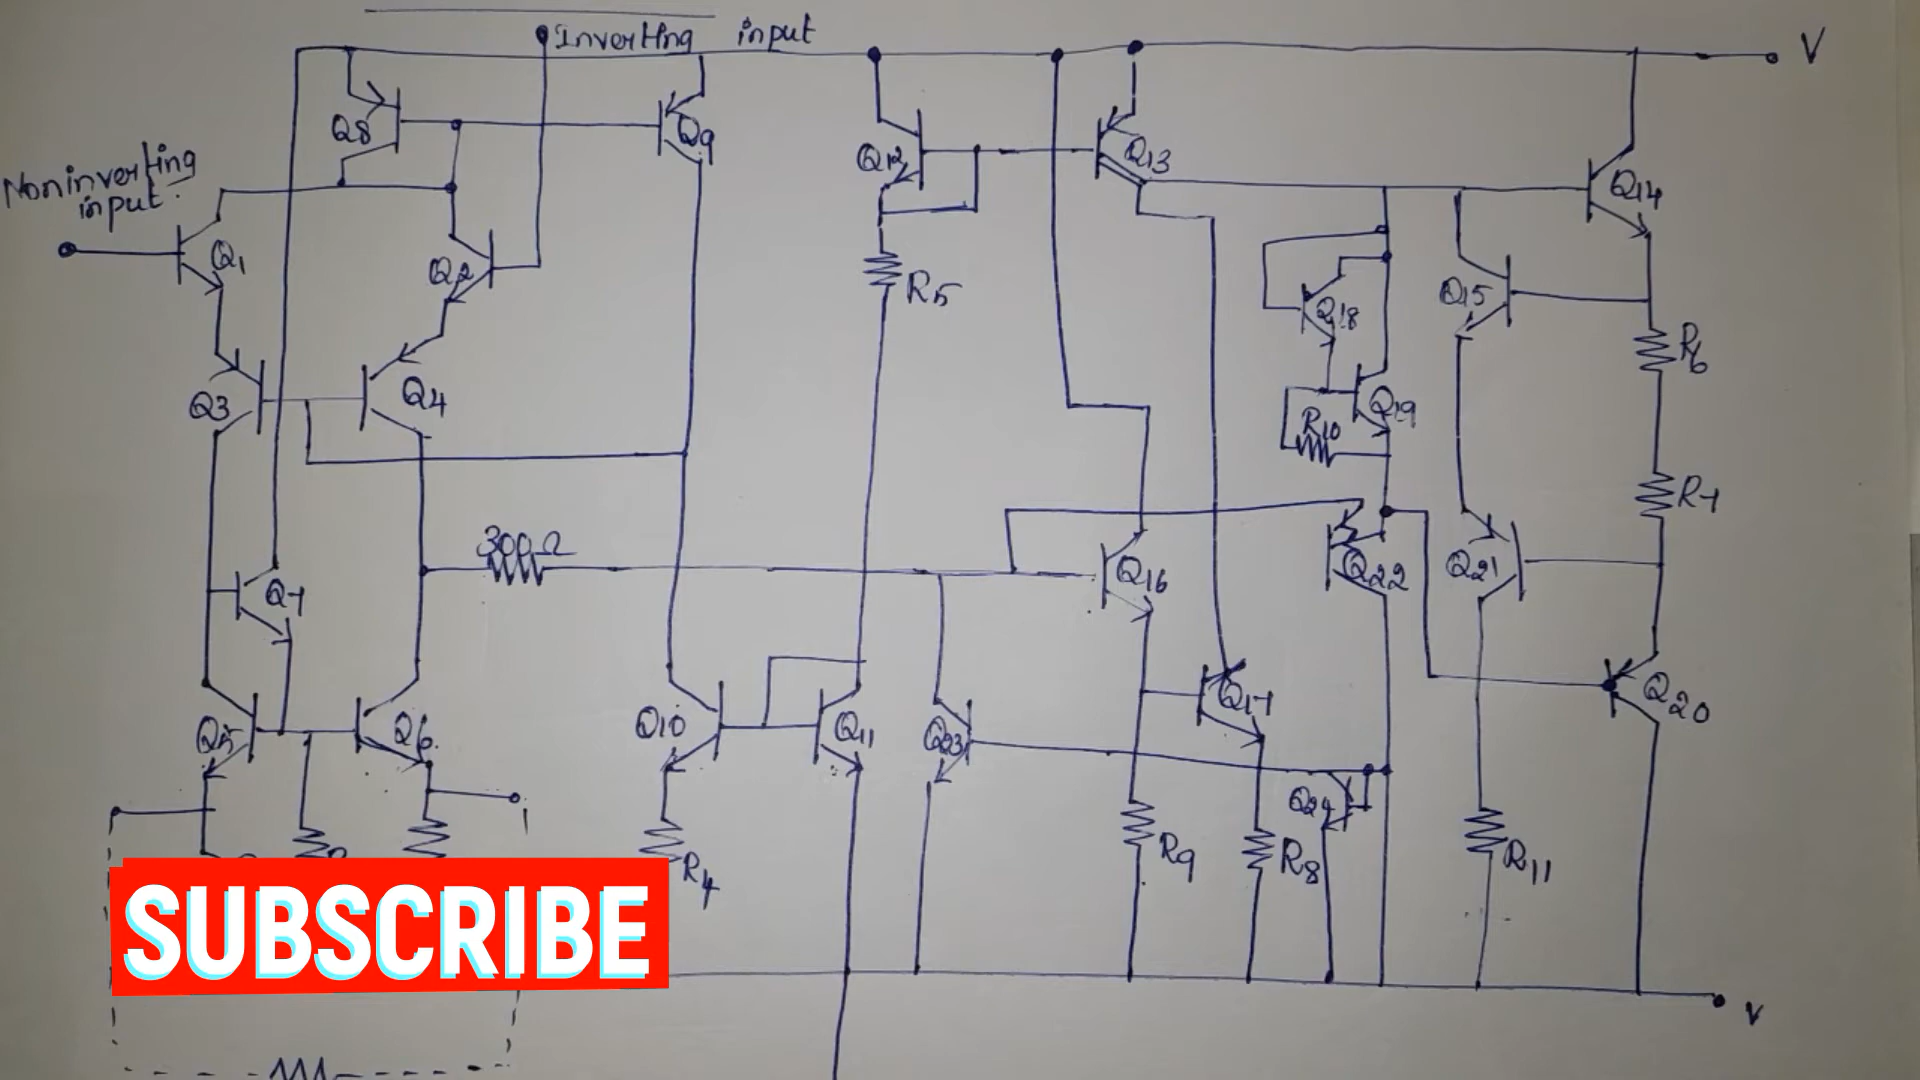 Inverting input
V
Q8
Q9
Q12
Q13
Q14
Noninverting
input.
Q1
Q2
R5
Q18
Q15
R6
Q3
Q4
Q19
R10
R7
300Ω
Q7
Q16
Q22
Q21
Q5
Q6
Q10
Q11
Q23
Q17
Q20
Q24
R4
R9
R8
R11
SUBSCRIBE
V